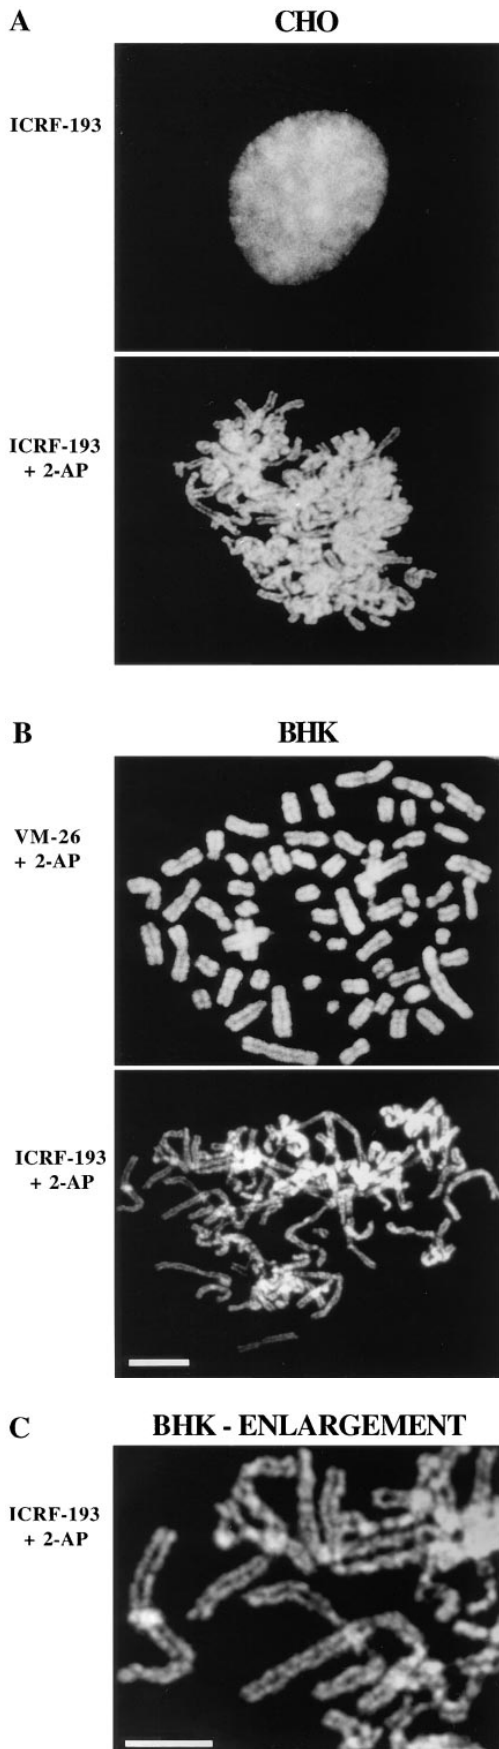 A
CHO
ICRF-193
ICRF-193
+ 2-AP
B
BHK
VM-26
+ 2-AP
ICRF-193
+ 2-AP
C
BHK - ENLARGEMENT
ICRF-193
+ 2-AP